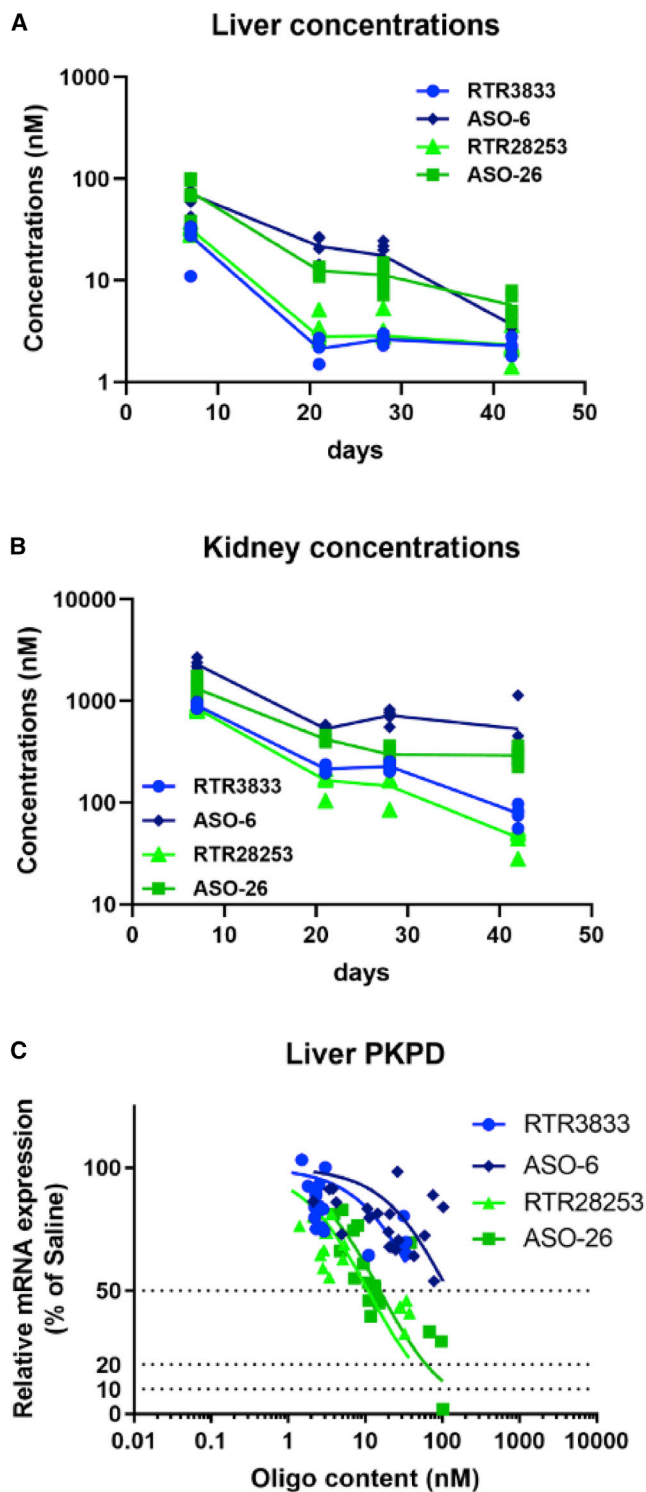 A
Liver concentrations
Concentrations (nM)
1000
100
10
1
0
10
20
30
40
50
days
RTR3833
ASO-6
RTR28253
ASO-26
B
Kidney concentrations
Concentrations (nM)
10000
1000
100
10
0
10
20
30
40
50
days
RTR3833
ASO-6
RTR28253
ASO-26
C
Liver PKPD
Relative mRNA expression
(% of Saline)
100
50
20
10
0
0.01
0.1
1
10
100
1000
10000
Oligo content (nM)
RTR3833
ASO-6
RTR28253
ASO-26